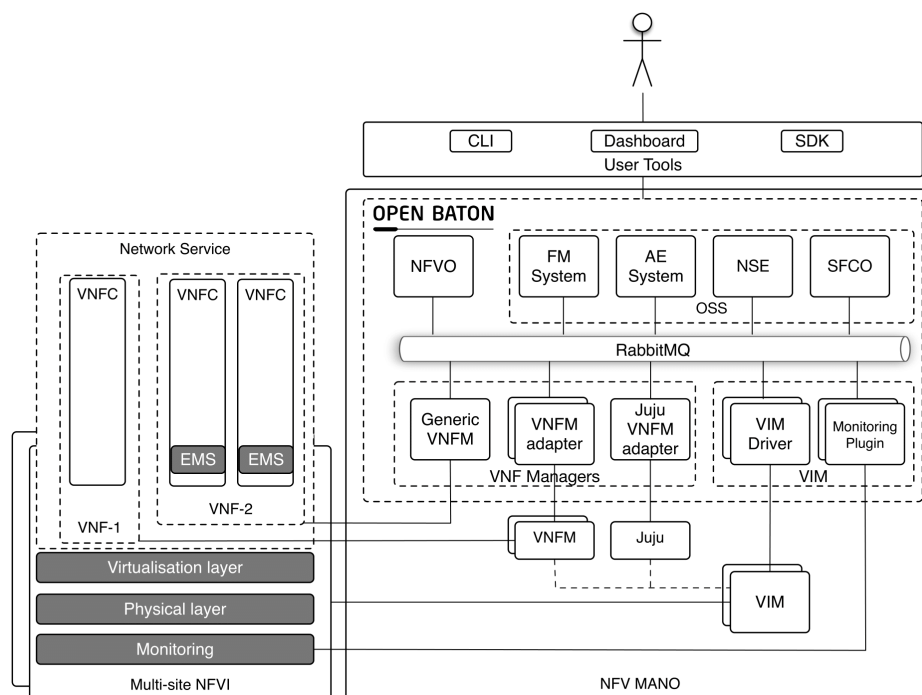 CLI
Dashboard
SDK
User Tools
OPEN BATON
Network Service
NFVO
FM
System
AE
System
NSE
SFCO
OSS
VNFC
VNFC
VNFC
RabbitMQ
Generic
VNFM
VNFM
adapter
Juju
VNFM
adapter
VIM
Driver
Monitoring
Plugin
EMS
EMS
VNF Managers
VIM
VNF-2
VNF-1
VNFM
Juju
Virtualisation layer
VIM
Physical layer
Monitoring
Multi-site NFVI
NFV MANO